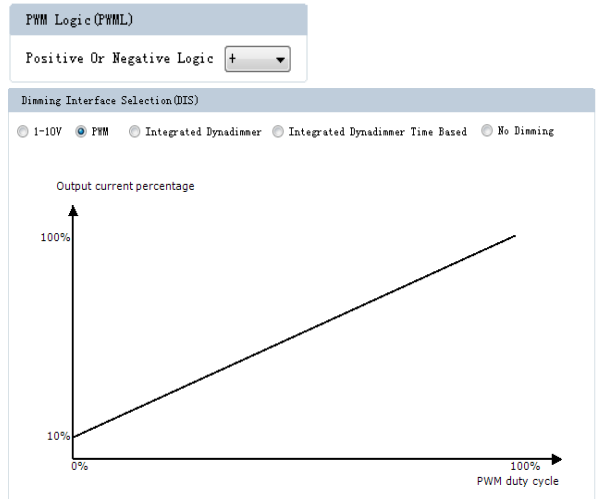 PWM Logic(PWML)
Positive Or Negative Logic +
Dimming Interface Selection(DIS)
1-10V PWM Integrated Dynadimmer Integrated Dynadimmer Time Based No Dimming
Output current percentage
100%
10%
0% 100%
PWM duty cycle